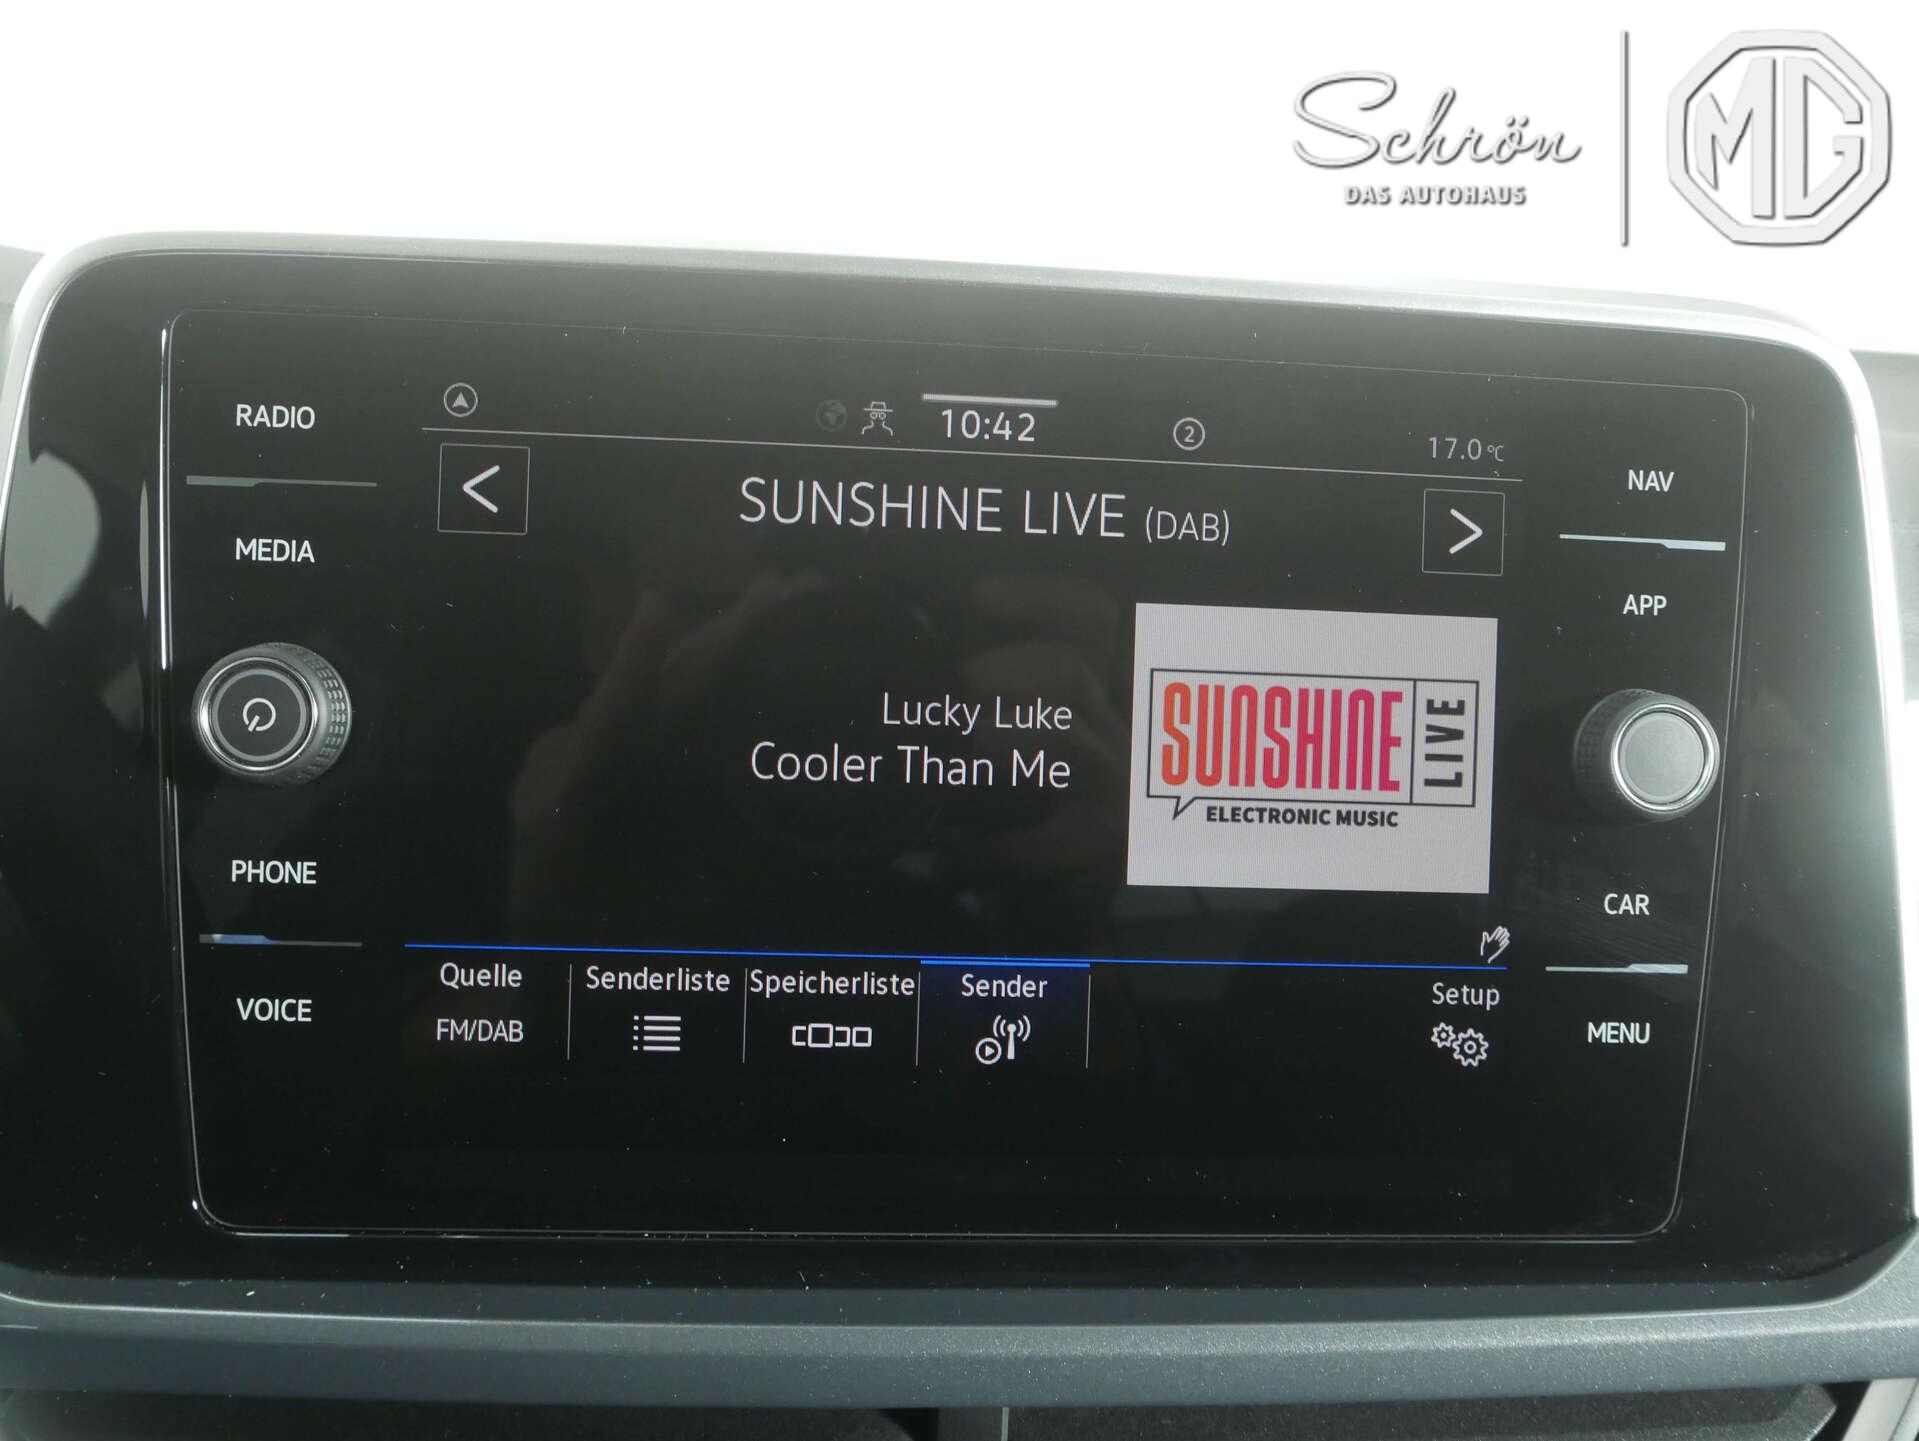 Schrön
DAS AUTOHAUS
MG
RADIO
MEDIA
PHONE
VOICE
10:42
2
17.0 °C
<
SUNSHINE LIVE (DAB)
>
Lucky Luke
Cooler Than Me
SUNSHINE LIVE
ELECTRONIC MUSIC
Quelle
FM/DAB
Senderliste
Speicherliste
Sender
Setup
NAV
APP
CAR
MENU